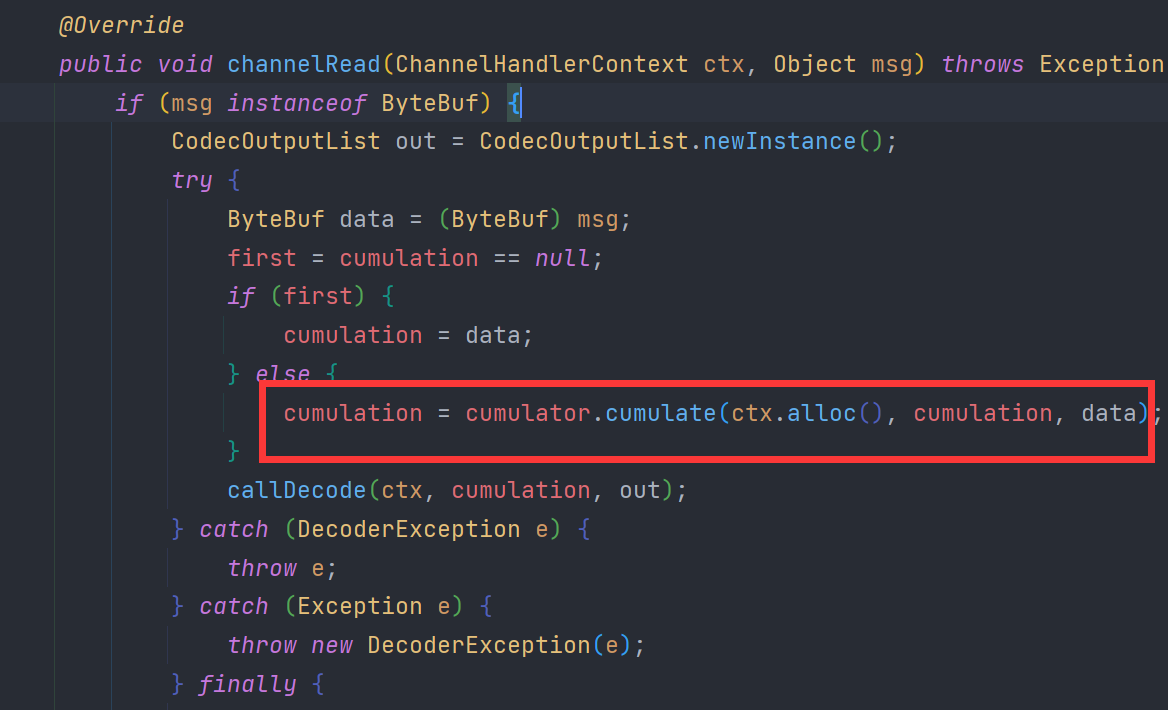 @Override
public void channelRead(ChannelHandlerContext ctx, Object msg) throws Exception
if (msg instanceof ByteBuf) {
CodecOutputList out = CodecOutputList.newInstance();
try {
ByteBuf data = (ByteBuf) msg;
first = cumulation == null;
if (first) {
cumulation = data;
} else {
cumulation = cumulator.cumulate(ctx.alloc(), cumulation, data);
}
callDecode(ctx, cumulation, out);
} catch (DecoderException e) {
throw e;
} catch (Exception e) {
throw new DecoderException(e);
} finally {